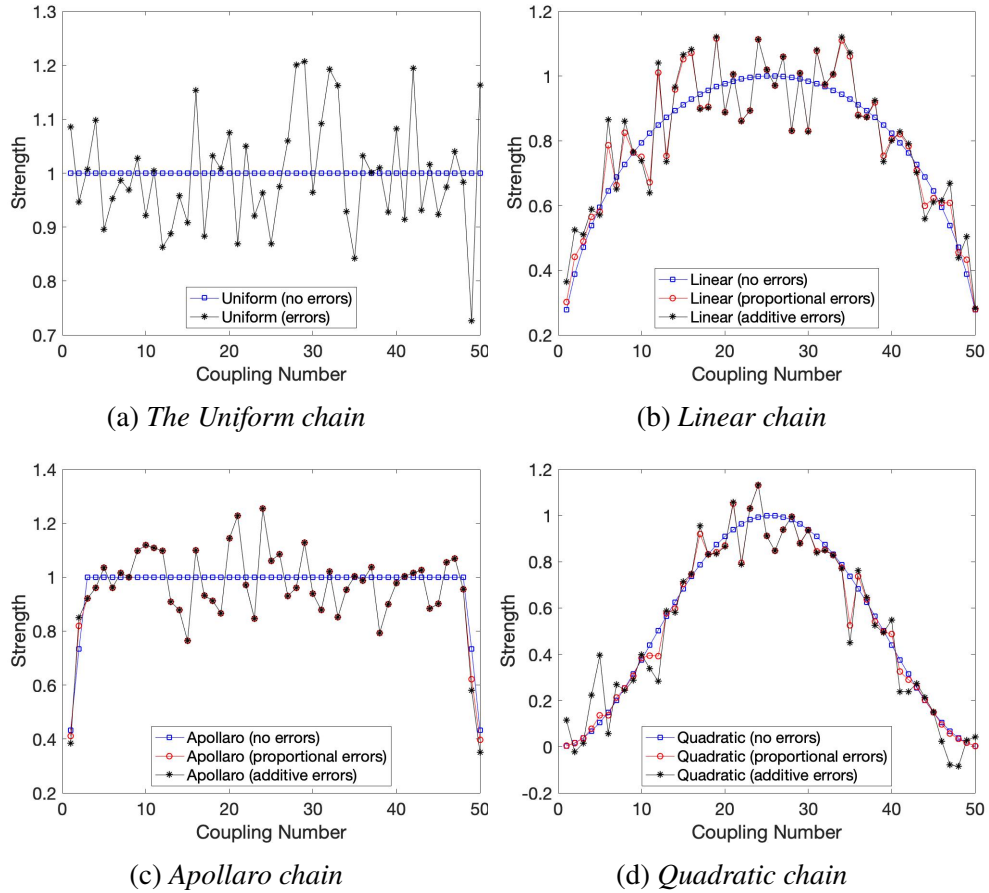 1.3
1.2
1.1
1
0.9
0.8
0.7
Strength
Uniform (no errors)
Uniform (errors)
0 10 20 30 40 50
Coupling Number
(a) The Uniform chain
1.2
1
0.8
0.6
0.4
0.2
Strength
Linear (no errors)
Linear (proportional errors)
Linear (additive errors)
0 10 20 30 40 50
Coupling Number
(b) Linear chain
1.4
1.2
1
0.8
0.6
0.4
0.2
Strength
Apollaro (no errors)
Apollaro (proportional errors)
Apollaro (additive errors)
0 10 20 30 40 50
Coupling Number
(c) Apollaro chain
1.2
1
0.8
0.6
0.4
0.2
0
-0.2
Strength
Quadratic (no errors)
Quadratic (proportional errors)
Quadratic (additive errors)
0 10 20 30 40 50
Coupling Number
(d) Quadratic chain